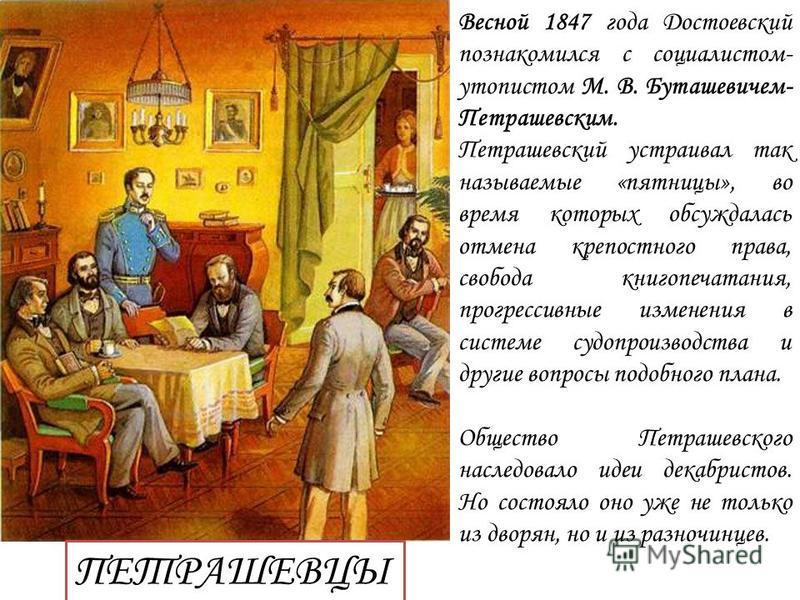 Весной 1847 года Достоевский
познакомился с социалистом-
утопистом М. В. Буташевичем-
Петрашевским.
Петрашевский устраивал так
называемые «пятницы», во
время которых обсуждалась
отмена крепостного права,
свобода книгопечатания,
прогрессивные изменения в
системе судопроизводства и
другие вопросы подобного плана.
Общество Петрашевского
наследовало идеи декабристов.
Но состояло оно уже не только
из дворян, но и из разночинцев.
MyShared
ПЕТРАШЕВЦЫ